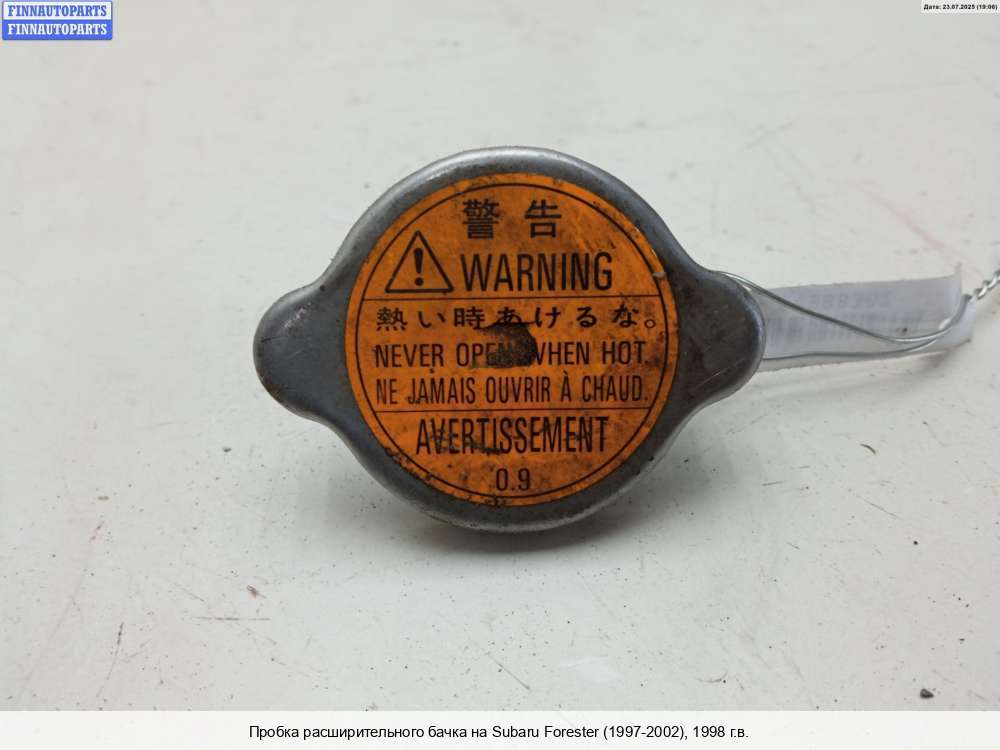 FINNAUTOPARTS
FINNAUTOPARTS
Дата: 23.07.2025 (19:06)
警告
WARNING
熱い時あけるな。
NEVER OPEN WHEN HOT.
NE JAMAIS OUVRIR À CHAUD.
AVERTISSEMENT
0.9
Пробка расширительного бачка на Subaru Forester (1997-2002), 1998 г.в.